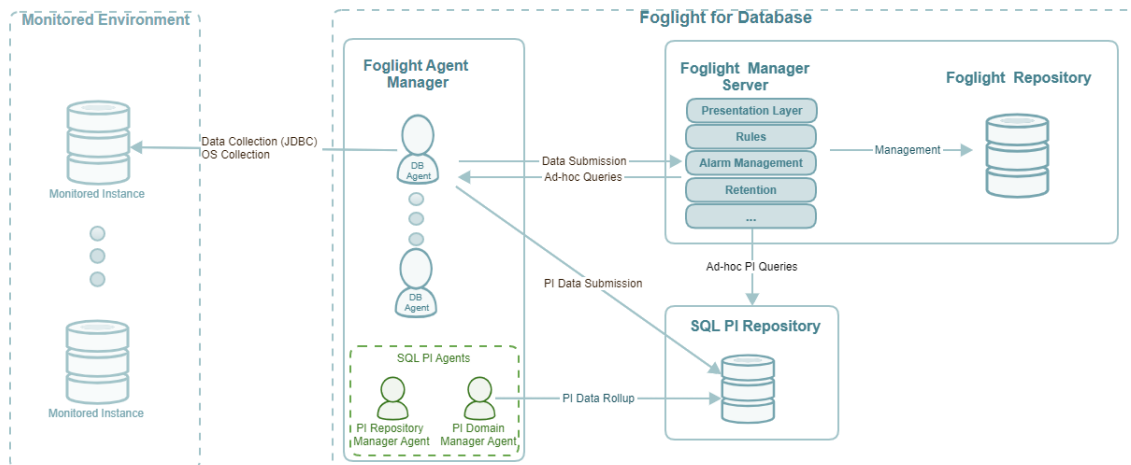 Monitored Environment
Foglight for Database
Foglight Agent
Manager
Foglight Manager
Server
Foglight Repository
Presentation Layer
Rules
Alarm Management
Retention
...
Data Collection (JDBC)
OS Collection
DB
Agent
Data Submission
Ad-hoc Queries
Management
Monitored Instance
DB
Agent
Ad-hoc PI Queries
PI Data Submission
SQL PI Repository
SQL PI Agents
PI Data Rollup
Monitored Instance
PI Repository
Manager Agent
PI Domain
Manager Agent